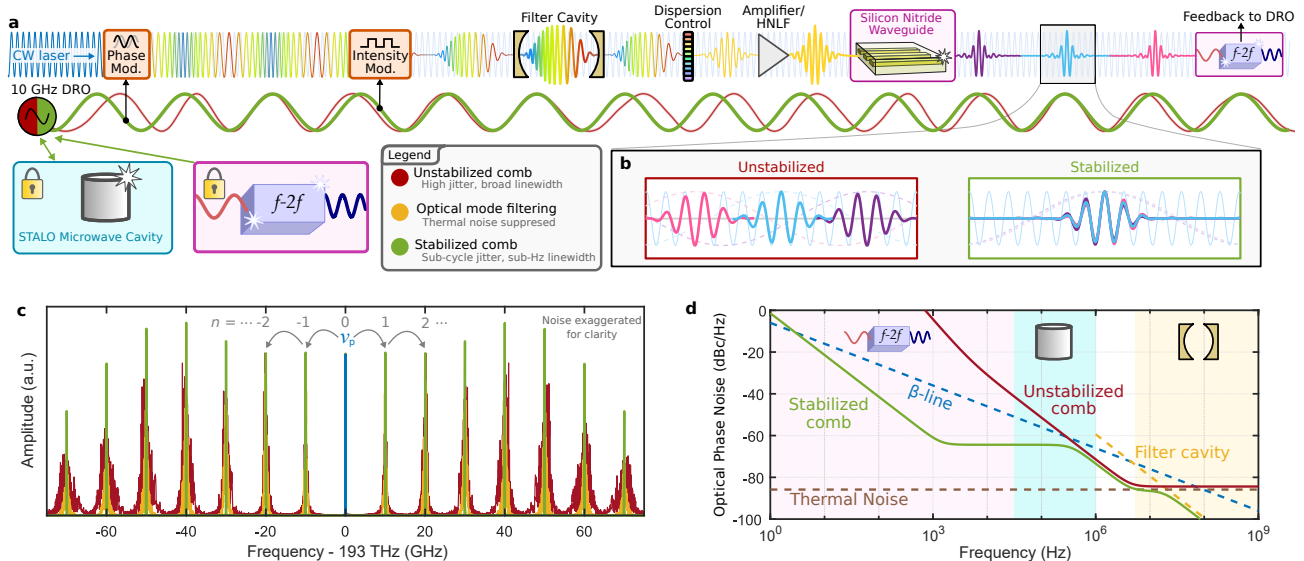 a
CW laser
Phase
Mod.
Intensity
Mod.
Filter Cavity
Dispersion
Control
Amplifier/
HNLF
Silicon Nitride
Waveguide
Feedback to DRO
f-2f
10 GHz DRO
STALO Microwave Cavity
f-2f
Legend
Unstabilized comb
High jitter, broad linewidth
Optical mode filtering
Thermal noise suppresed
Stabilized comb
Sub-cycle jitter, sub-Hz linewidth
b
Unstabilized
Stabilized
c
n = ··· -2 -1 0 1 2 ···
νp
Noise exaggerated
for clarity
Amplitude (a.u.)
-60 -40 -20 0 20 40 60
Frequency - 193 THz (GHz)
d
Optical Phase Noise (dBc/Hz)
0
-20
-40
-60
-80
-100
f-2f
β-line
Stabilized
comb
Unstabilized
comb
Filter cavity
Thermal Noise
10⁰ 10³ 10⁶ 10⁹
Frequency (Hz)